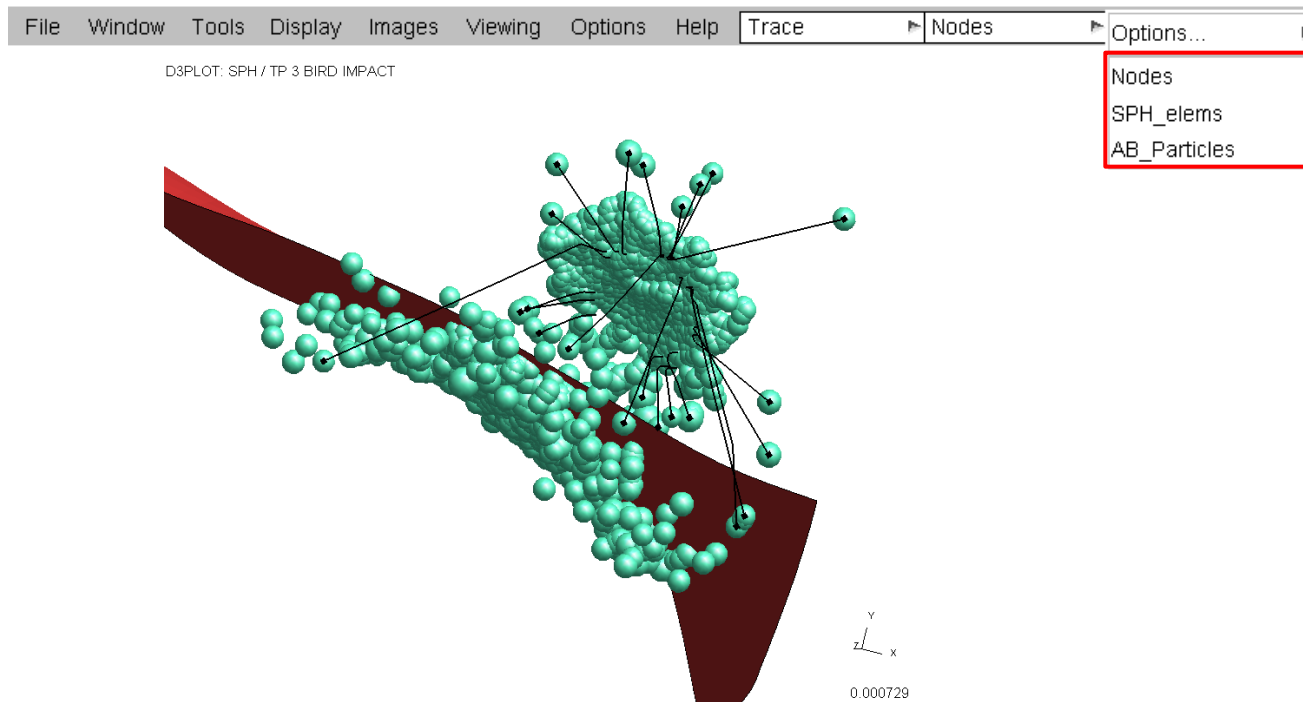 File Window Tools Display Images Viewing Options Help Trace Nodes Options...
Nodes
SPH_elems
AB_Particles
D3PLOT: SPH / TP 3 BIRD IMPACT
Y
Z X
0.000729